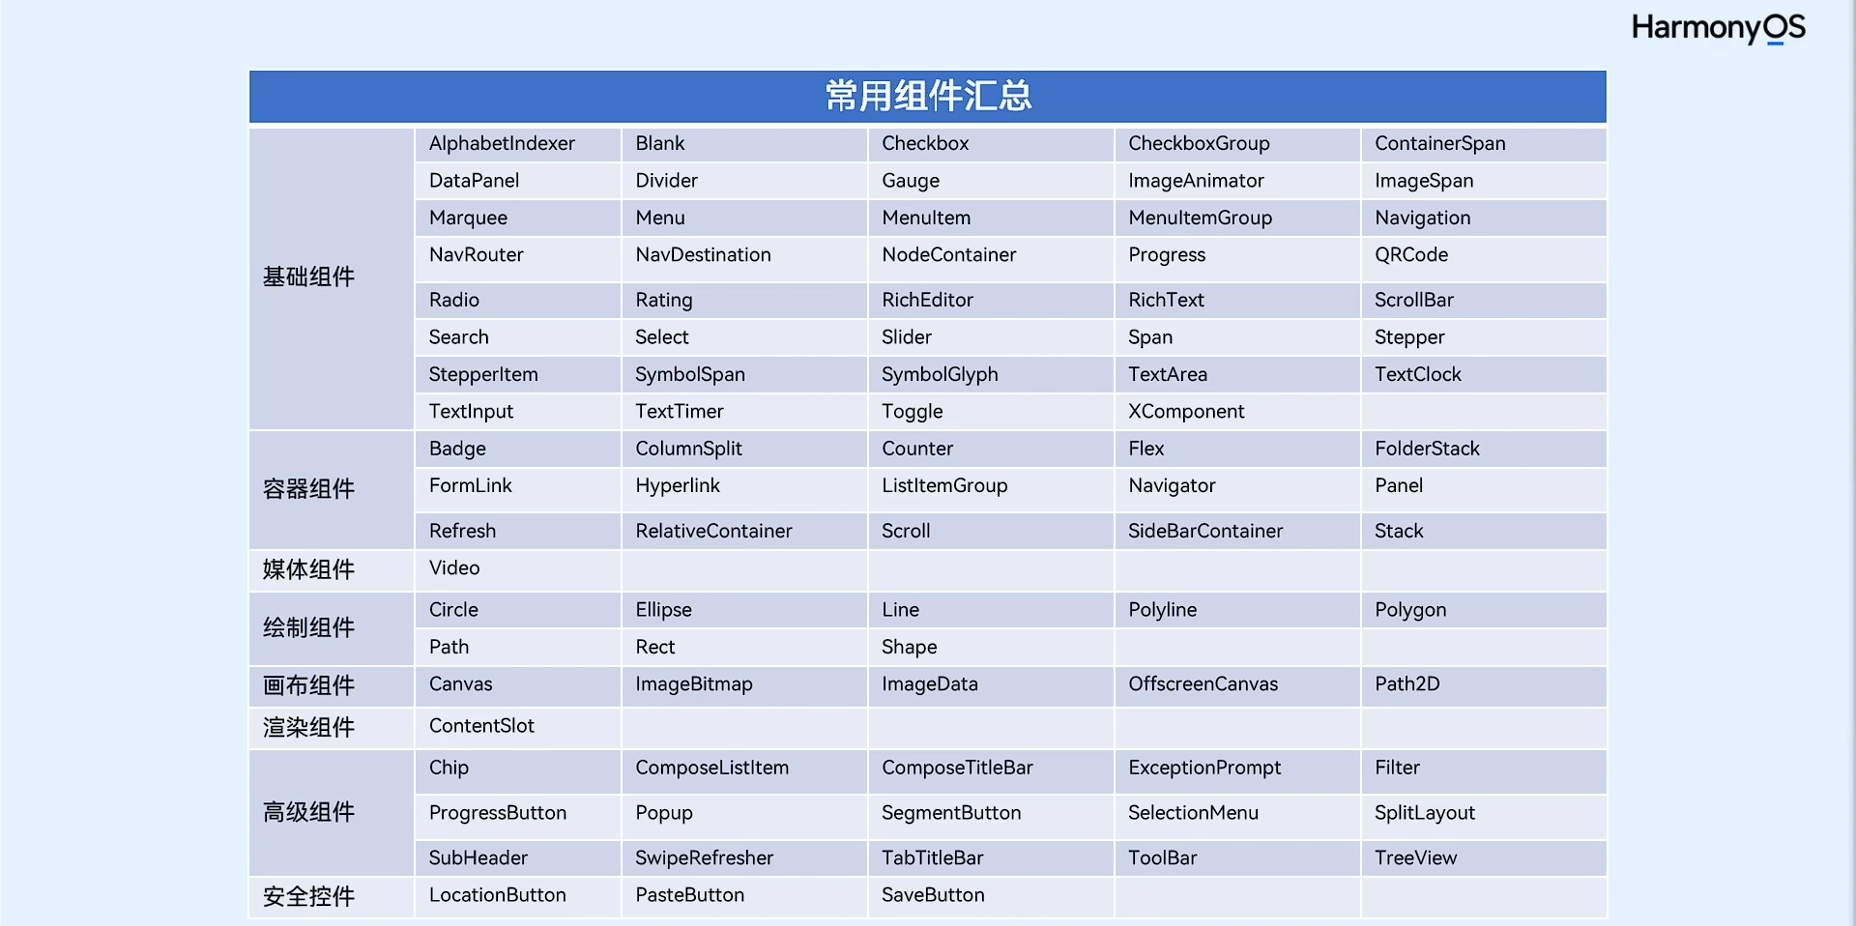 HarmonyOS
常用组件汇总
基础组件
AlphabetIndexer Blank Checkbox CheckboxGroup ContainerSpan
DataPanel Divider Gauge ImageAnimator ImageSpan
Marquee Menu MenuItem MenuItemGroup Navigation
NavRouter NavDestination NodeContainer Progress QRCode
Radio Rating RichEditor RichText ScrollBar
Search Select Slider Span Stepper
StepperItem SymbolSpan SymbolGlyph TextArea TextClock
TextInput TextTimer Toggle XComponent
容器组件
Badge ColumnSplit Counter Flex FolderStack
FormLink Hyperlink ListItemGroup Navigator Panel
Refresh RelativeContainer Scroll SideBarContainer Stack
媒体组件 Video
绘制组件
Circle Ellipse Line Polyline Polygon
Path Rect Shape
画布组件 Canvas ImageBitmap ImageData OffscreenCanvas Path2D
渲染组件 ContentSlot
高级组件
Chip ComposeListItem ComposeTitleBar ExceptionPrompt Filter
ProgressButton Popup SegmentButton SelectionMenu SplitLayout
SubHeader SwipeRefresher TabTitleBar ToolBar TreeView
安全控件 LocationButton PasteButton SaveButton